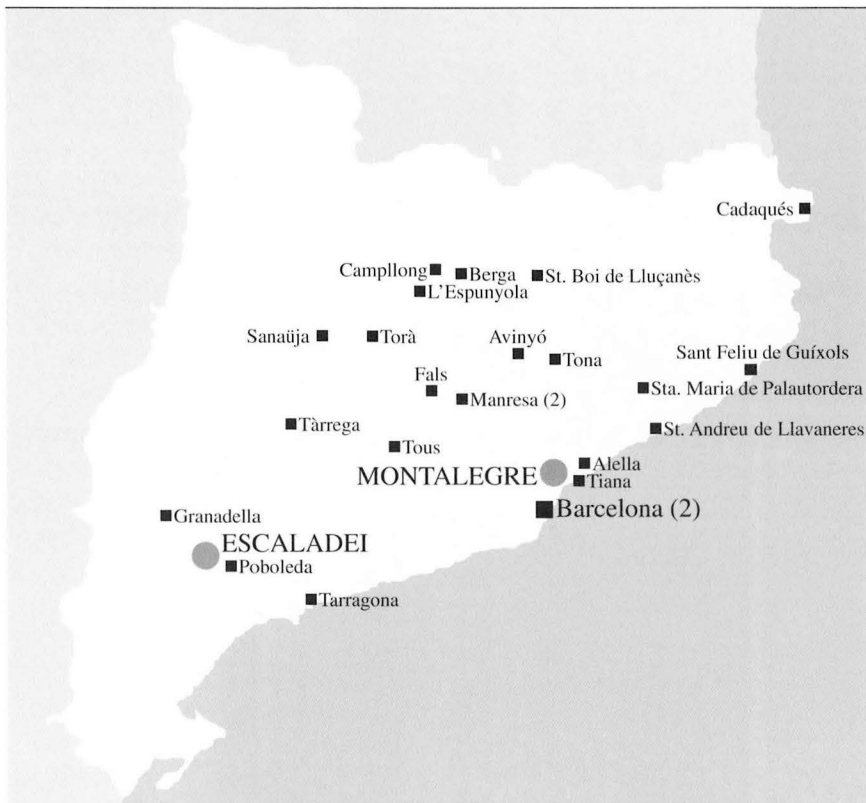 Cadaqués
Campllong
Berga
St. Boi de Lluçanès
L'Espunyola
Sanaüja
Torà
Avinyó
Tona
Sant Feliu de Guíxols
Fals
Manresa (2)
Sta. Maria de Palautordera
Tàrrega
Tous
St. Andreu de Llavaneres
MONTALEGRE
Alella
Tiana
Barcelona (2)
Granadella
ESCALADEI
Poboleda
Tarragona